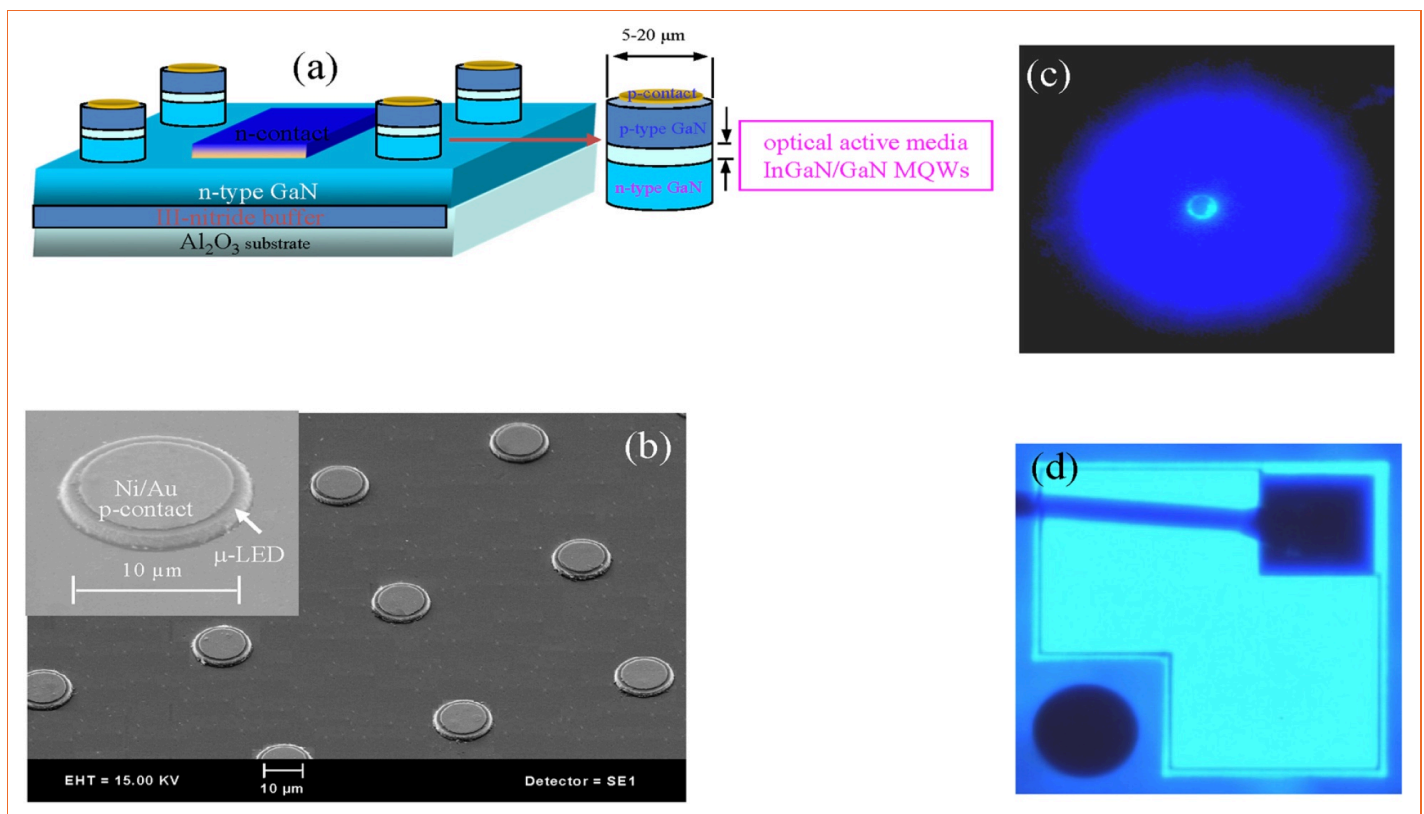 (a)
5-20 μm
p-contact
p-type GaN
n-type GaN
optical active media
InGaN/GaN MQWs
n-contact
n-type GaN
III-nitride buffer
Al₂O₃ substrate
(c)
(b)
Ni/Au
p-contact
μ-LED
10 μm
EHT = 15.00 KV
10 μm
Detector = SE1
(d)